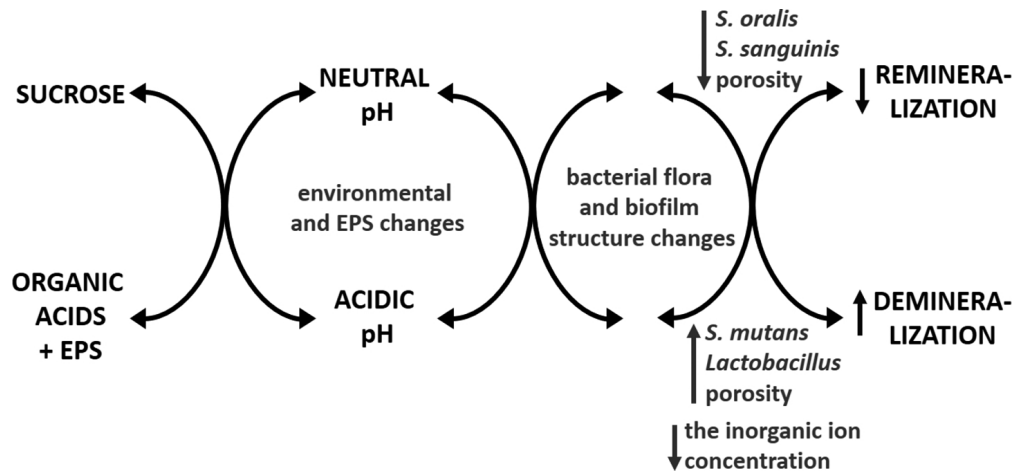 SUCROSE
ORGANIC
ACIDS
+ EPS
NEUTRAL
pH
environmental
and EPS changes
ACIDIC
pH
bacterial flora
and biofilm
structure changes
S. oralis
S. sanguinis
porosity
S. mutans
Lactobacillus
porosity
the inorganic ion
concentration
REMINERA-
LIZATION
DEMINERA-
LIZATION